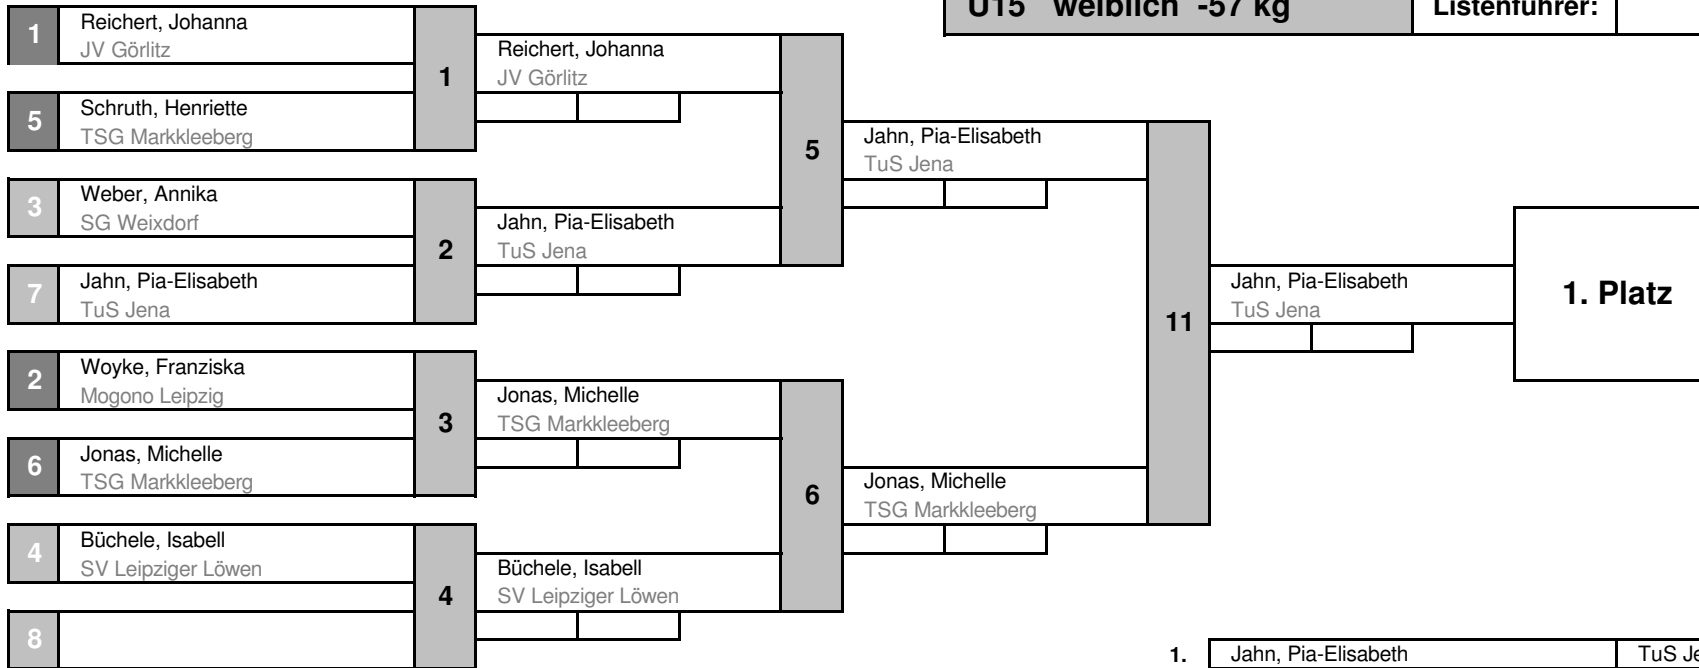 U15 weiblich -57 kg
Listenführer:
1
Reichert, Johanna
JV Görlitz
5
Schruth, Henriette
TSG Markkleeberg
1
Reichert, Johanna
JV Görlitz
3
Weber, Annika
SG Weixdorf
7
Jahn, Pia-Elisabeth
TuS Jena
2
Jahn, Pia-Elisabeth
TuS Jena
5
Jahn, Pia-Elisabeth
TuS Jena
2
Woyke, Franziska
Mogono Leipzig
6
Jonas, Michelle
TSG Markkleeberg
3
Jonas, Michelle
TSG Markkleeberg
4
Büchele, Isabell
SV Leipziger Löwen
8
4
Büchele, Isabell
SV Leipziger Löwen
6
Jonas, Michelle
TSG Markkleeberg
11
Jahn, Pia-Elisabeth
TuS Jena
1. Platz
1. Jahn, Pia-Elisabeth TuS Je